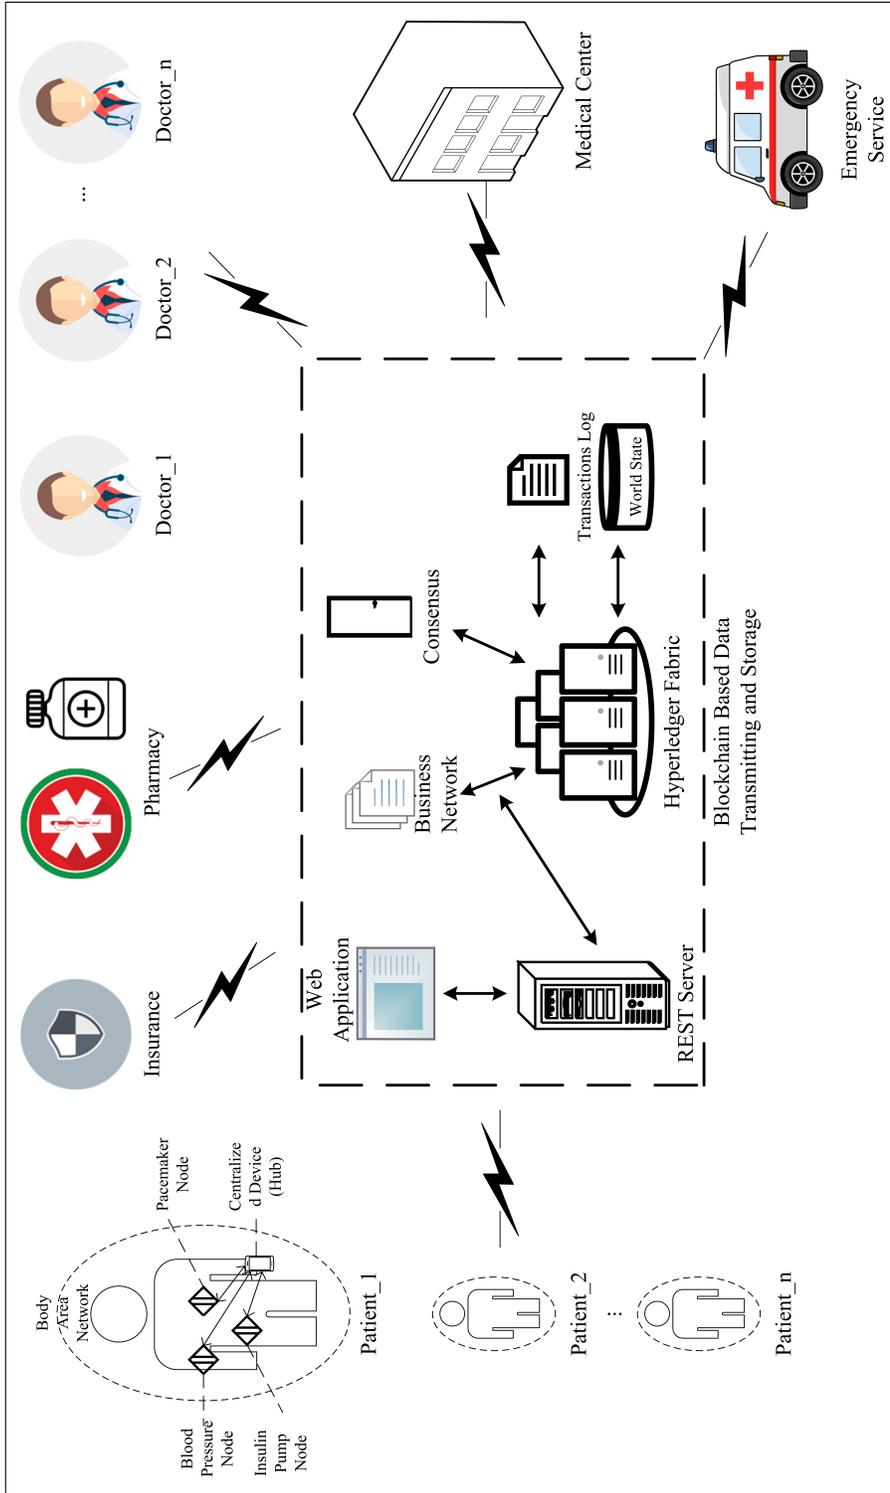 Body
Area
Network
Pacemaker
Node
Centralize
d Device
(Hub)
Blood
Pressure
Node
Insulin
Pump
Node
Patient_1
Patient_2
...
Patient_n
Insurance
Pharmacy
Doctor_1
Doctor_2
...
Doctor_n
Web
Application
Business
Network
Consensus
REST Server
Hyperledger Fabric
Transactions Log
World State
Blockchain Based Data
Transmitting and Storage
Medical Center
Emergency
Service